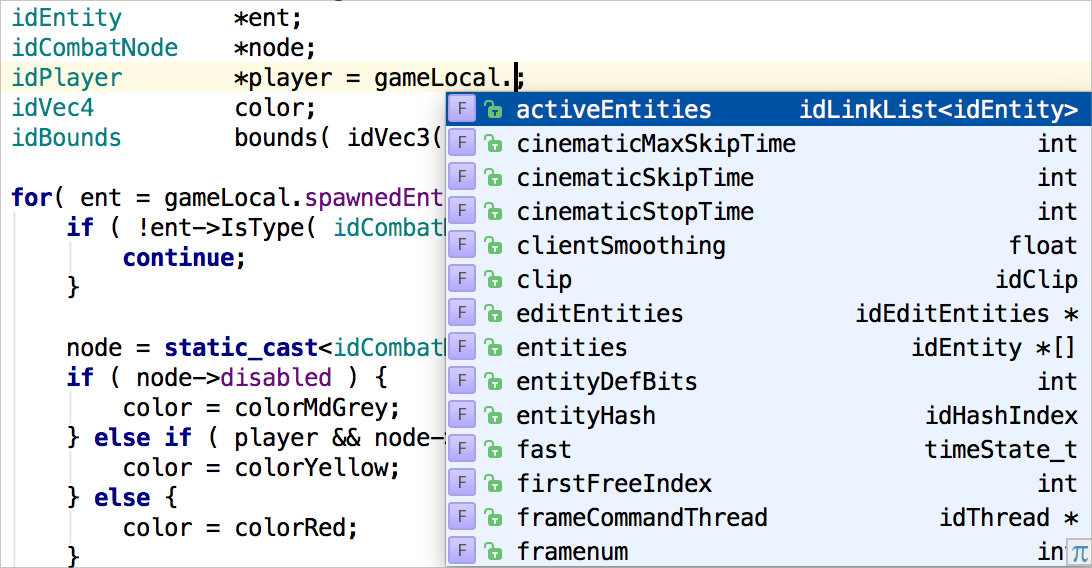 idEntity *ent;
idCombatNode *node;
idPlayer *player = gameLocal.;
idVec4 color;
idBounds bounds( idVec3(
for( ent = gameLocal.spawnedEnt
if ( !ent->IsType( idCombat
continue;
}
node = static_cast<idCombat
if ( node->disabled ) {
color = colorMdGrey;
} else if ( player && node-
color = colorYellow;
} else {
color = colorRed;
}
F activeEntities idLinkList<idEntity>
F cinematicMaxSkipTime int
F cinematicSkipTime int
F cinematicStopTime int
F clientSmoothing float
F clip idClip
F editEntities idEditEntities *
F entities idEntity *[]
F entityDefBits int
F entityHash idHashIndex
F fast timeState_t
F firstFreeIndex int
F frameCommandThread idThread *
F framenum in
π